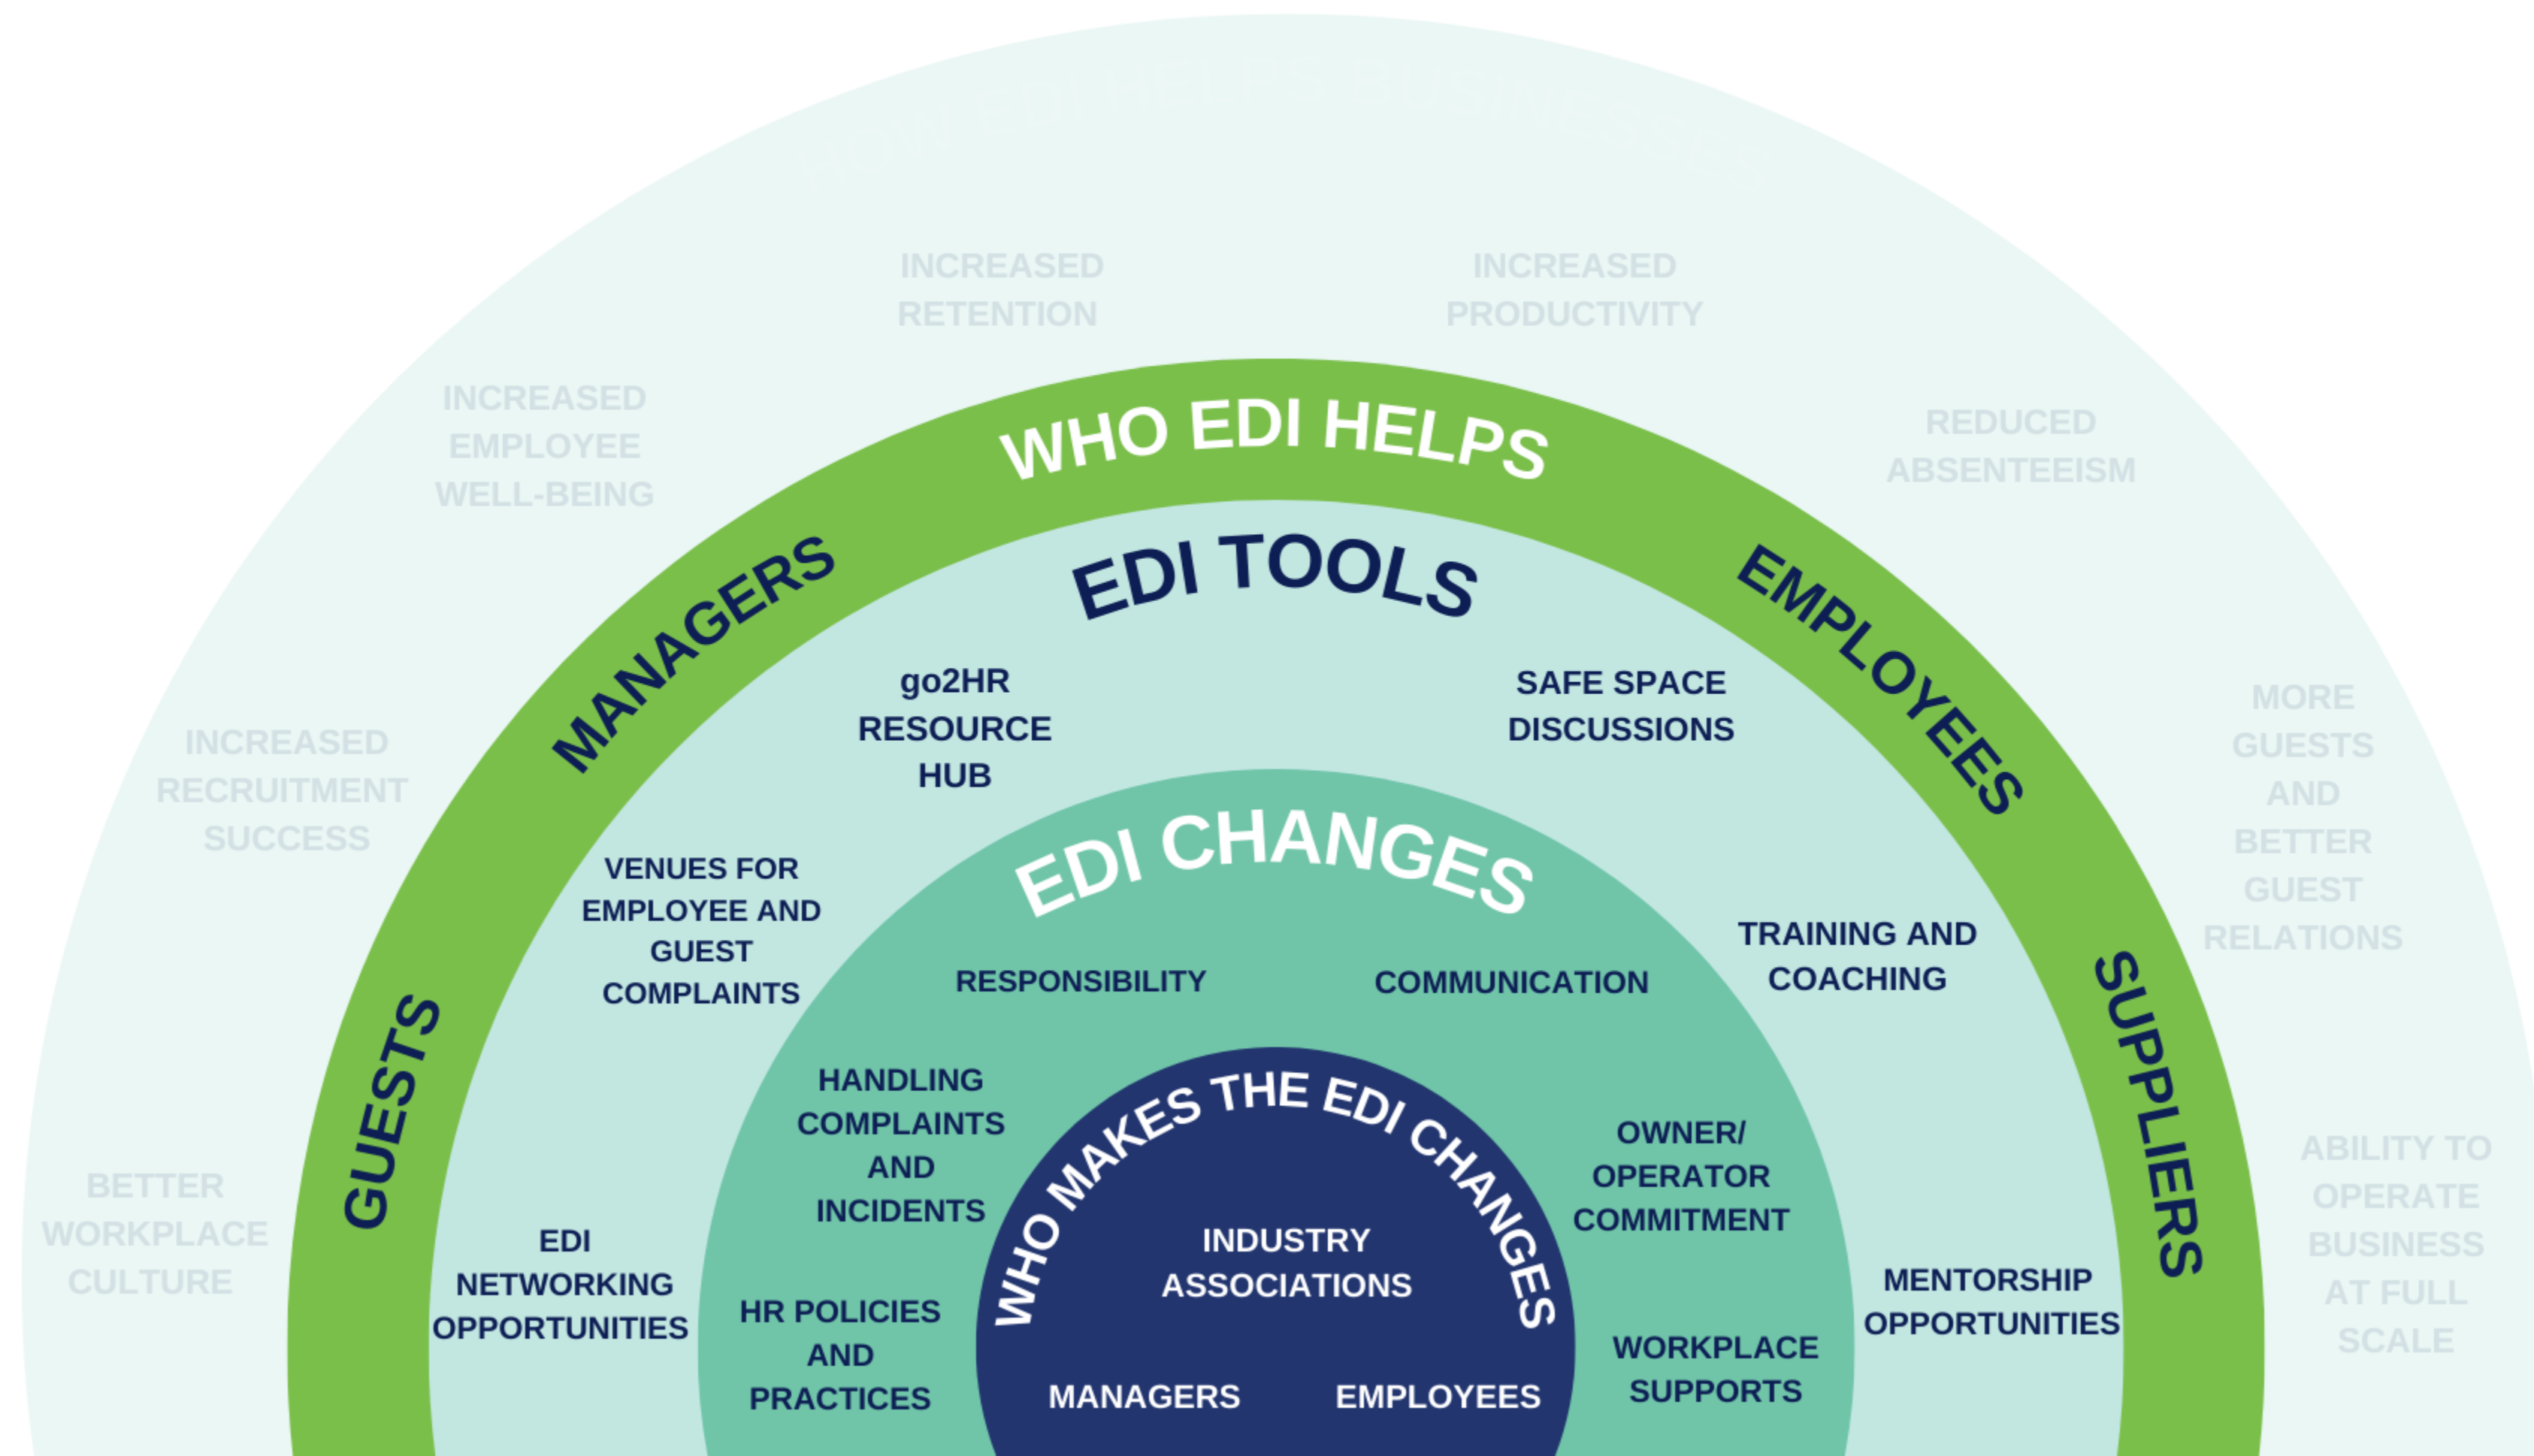 HOW EDI HELPS BUSINESSES
INCREASED
RETENTION
INCREASED
PRODUCTIVITY
INCREASED
EMPLOYEE
WELL-BEING
REDUCED
ABSENTEEISM
INCREASED
RECRUITMENT
SUCCESS
MORE
GUESTS
AND
BETTER
GUEST
RELATIONS
BETTER
WORKPLACE
CULTURE
ABILITY TO
OPERATE
BUSINESS
AT FULL
SCALE
WHO EDI HELPS
MANAGERS
EMPLOYEES
GUESTS
SUPPLIERS
EDI TOOLS
go2HR
RESOURCE
HUB
SAFE SPACE
DISCUSSIONS
VENUES FOR
EMPLOYEE AND
GUEST
COMPLAINTS
TRAINING AND
COACHING
EDI
NETWORKING
OPPORTUNITIES
MENTORSHIP
OPPORTUNITIES
EDI CHANGES
RESPONSIBILITY
COMMUNICATION
HANDLING
COMPLAINTS
AND
INCIDENTS
OWNER/
OPERATOR
COMMITMENT
HR POLICIES
AND
PRACTICES
WORKPLACE
SUPPORTS
WHO MAKES THE EDI CHANGES
INDUSTRY
ASSOCIATIONS
MANAGERS
EMPLOYEES